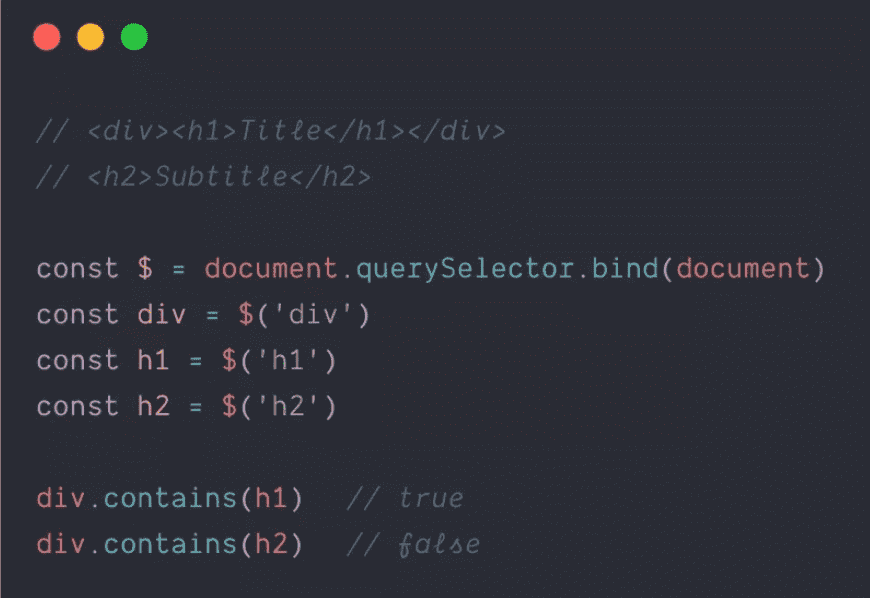 // <div><h1>Title</h1></div>
// <h2>Subtitle</h2>
const $ = document.querySelector.bind(document)
const div = $('div')
const h1 = $('h1')
const h2 = $('h2')
div.contains(h1) // true
div.contains(h2) // false